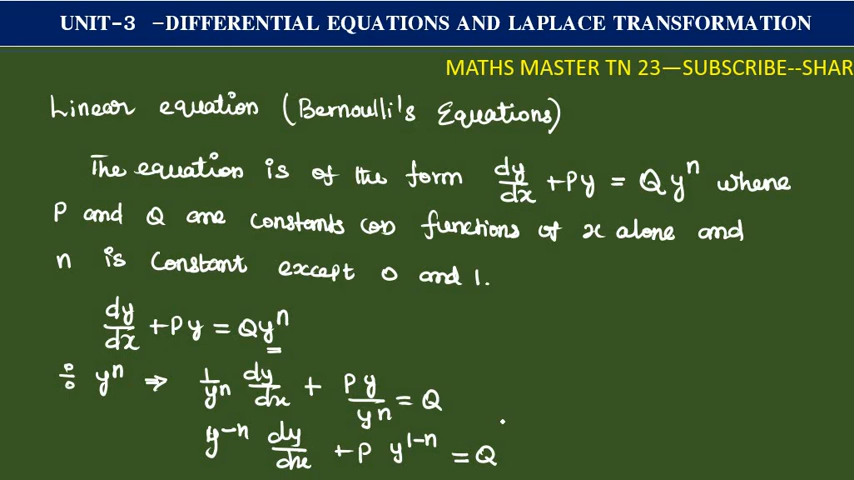 UNIT-3 –DIFFERENTIAL EQUATIONS AND LAPLACE TRANSFORMATION
MATHS MASTER TN 23—SUBSCRIBE--SHAR
Linear equation (Bernoulli's Equations)
The equation is of the form dy/dx + Py = Qy^n where
P and Q are constants (or) functions of x alone and
n is constant except 0 and 1.
dy/dx + Py = Qy^n
÷ y^n ⇒ 1/y^n dy/dx + Py/y^n = Q
y^-n dy/dx + P y^1-n = Q